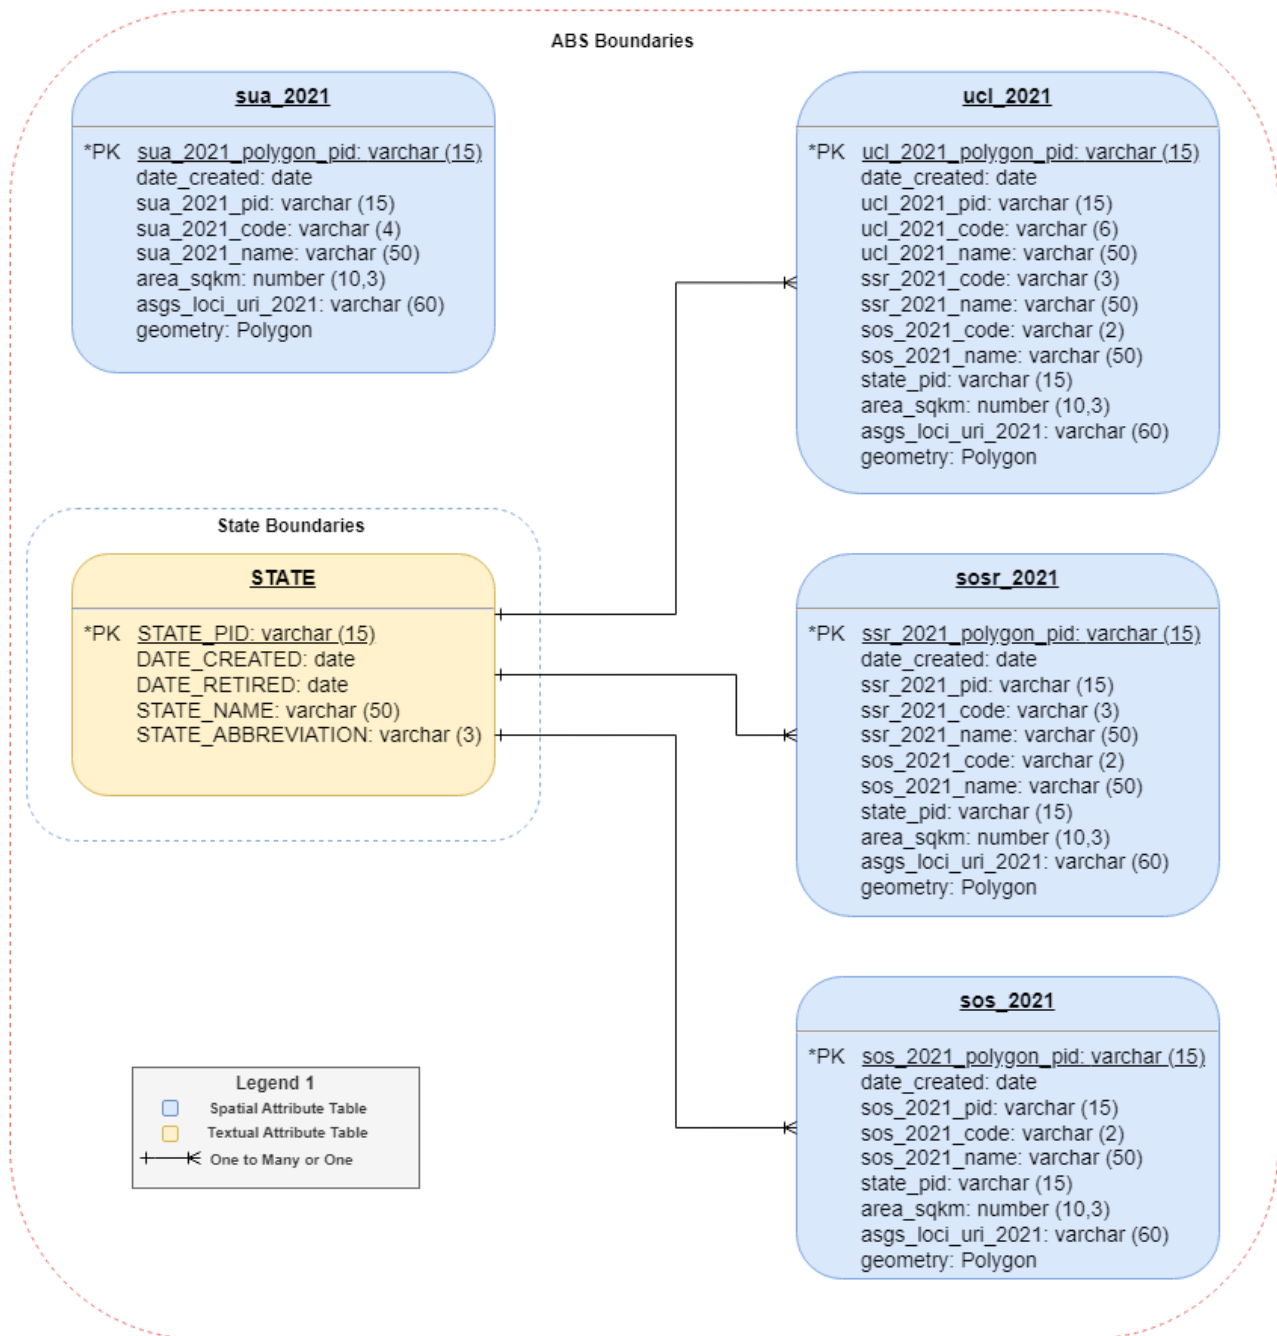 ABS Boundaries
sua_2021
*PK sua_2021_polygon_pid: varchar (15)
date_created: date
sua_2021_pid: varchar (15)
sua_2021_code: varchar (4)
sua_2021_name: varchar (50)
area_sqkm: number (10,3)
asgs_loci_uri_2021: varchar (60)
geometry: Polygon
ucl_2021
*PK ucl_2021_polygon_pid: varchar (15)
date_created: date
ucl_2021_pid: varchar (15)
ucl_2021_code: varchar (6)
ucl_2021_name: varchar (50)
ssr_2021_code: varchar (3)
ssr_2021_name: varchar (50)
sos_2021_code: varchar (2)
sos_2021_name: varchar (50)
state_pid: varchar (15)
area_sqkm: number (10,3)
asgs_loci_uri_2021: varchar (60)
geometry: Polygon
State Boundaries
STATE
*PK STATE_PID: varchar (15)
DATE_CREATED: date
DATE_RETIRED: date
STATE_NAME: varchar (50)
STATE_ABBREVIATION: varchar (3)
sosr_2021
*PK ssr_2021_polygon_pid: varchar (15)
date_created: date
ssr_2021_pid: varchar (15)
ssr_2021_code: varchar (3)
ssr_2021_name: varchar (50)
sos_2021_code: varchar (2)
sos_2021_name: varchar (50)
state_pid: varchar (15)
area_sqkm: number (10,3)
asgs_loci_uri_2021: varchar (60)
geometry: Polygon
sos_2021
*PK sos_2021_polygon_pid: varchar (15)
date_created: date
sos_2021_pid: varchar (15)
sos_2021_code: varchar (2)
sos_2021_name: varchar (50)
state_pid: varchar (15)
area_sqkm: number (10,3)
asgs_loci_uri_2021: varchar (60)
geometry: Polygon
Legend 1
Spatial Attribute Table
Textual Attribute Table
One to Many or One